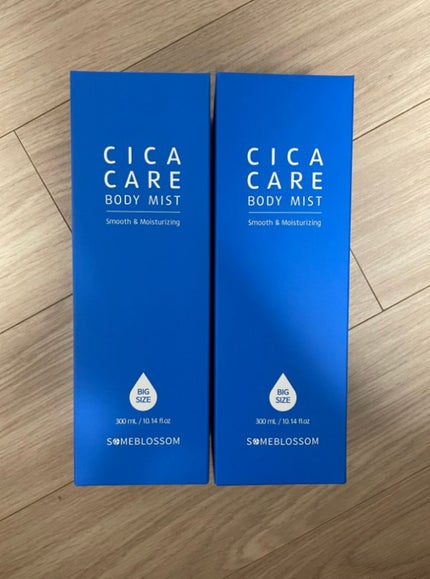 CICA
CARE
BODY MIST
Smooth & Moisturizing
BIG
SIZE
300 mL / 10.14 fl.oz
SOMEBLOSSOM
CICA
CARE
BODY MIST
Smooth & Moisturizing
BIG
SIZE
300 mL / 10.14 fl.oz
SOMEBLOSSOM